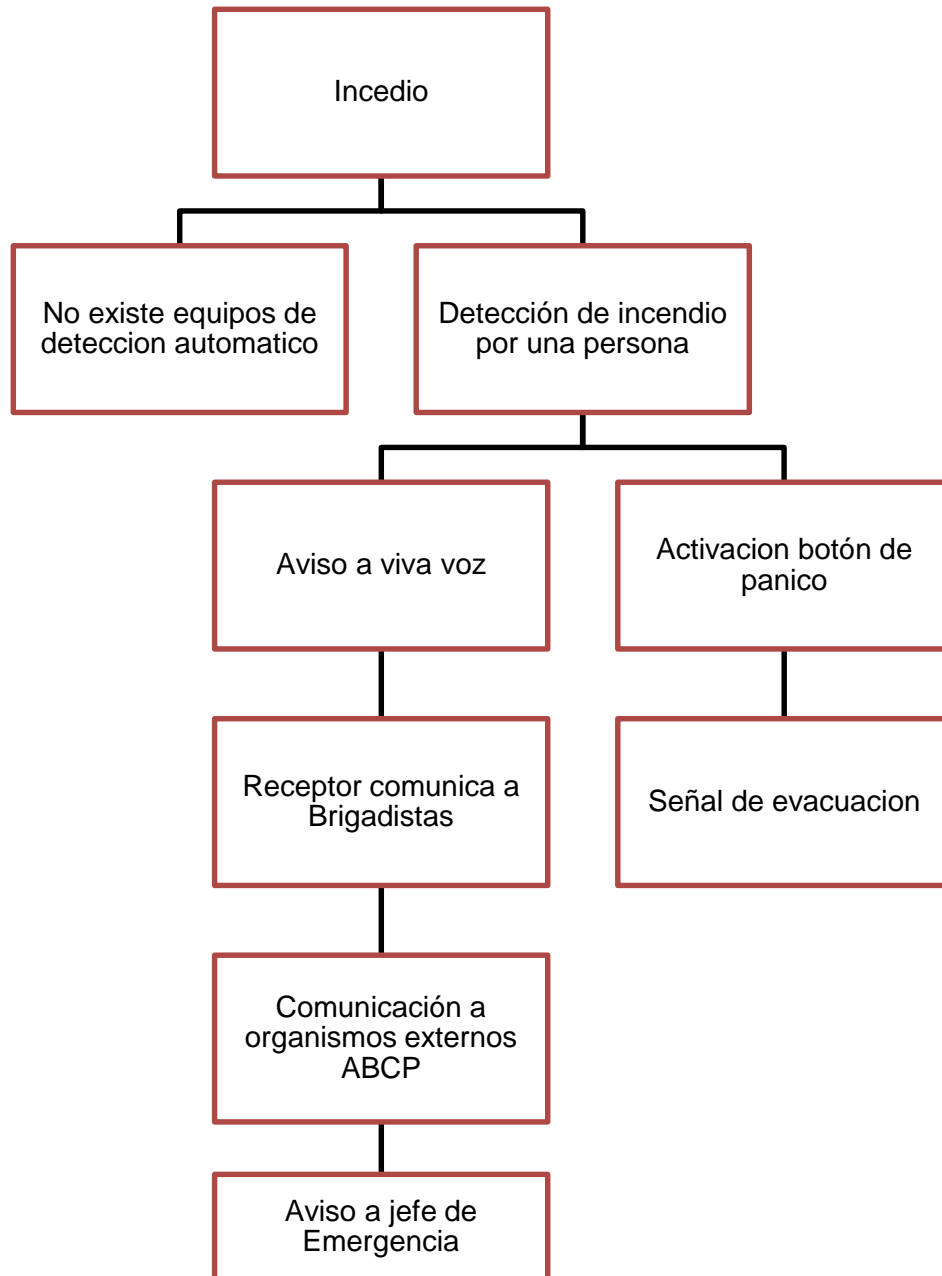 Incedio
No existe equipos de
deteccion automatico
Detección de incendio
por una persona
Aviso a viva voz
Activacion botón de
panico
Receptor comunica a
Brigadistas
Señal de evacuacion
Comunicación a
organismos externos
ABCP
Aviso a jefe de
Emergencia